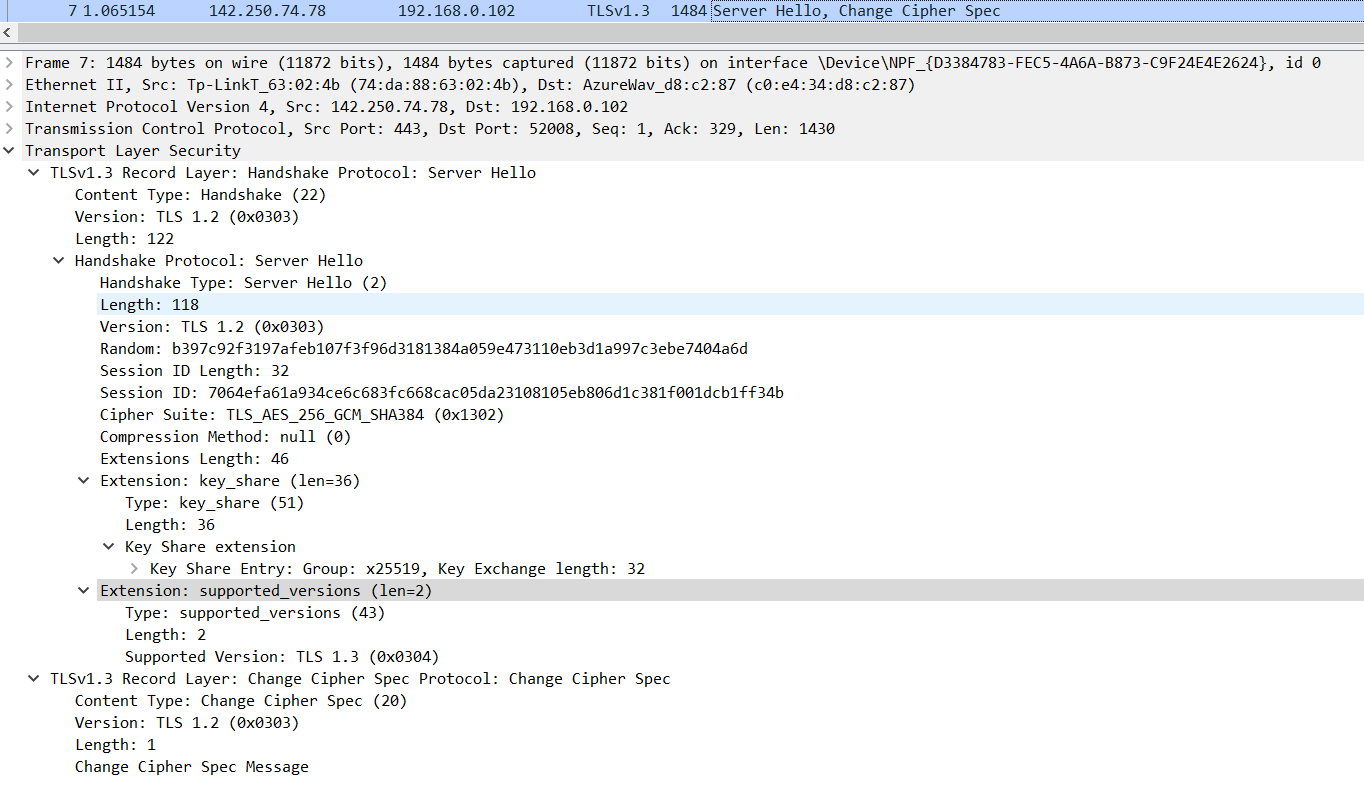 7 1.065154 142.250.74.78 192.168.0.102 TLSv1.3 1484 Server Hello, Change Cipher Spec
Frame 7: 1484 bytes on wire (11872 bits), 1484 bytes captured (11872 bits) on interface \Device\NPF_{D3384783-FEC5-4A6A-B873-C9F24E4E2624}, id 0
Ethernet II, Src: Tp-LinkT_63:02:4b (74:da:88:63:02:4b), Dst: AzureWav_d8:c2:87 (c0:e4:34:d8:c2:87)
Internet Protocol Version 4, Src: 142.250.74.78, Dst: 192.168.0.102
Transmission Control Protocol, Src Port: 443, Dst Port: 52008, Seq: 1, Ack: 329, Len: 1430
Transport Layer Security
TLSv1.3 Record Layer: Handshake Protocol: Server Hello
Content Type: Handshake (22)
Version: TLS 1.2 (0x0303)
Length: 122
Handshake Protocol: Server Hello
Handshake Type: Server Hello (2)
Length: 118
Version: TLS 1.2 (0x0303)
Random: b397c92f3197afeb107f3f96d3181384a059e473110eb3d1a997c3ebe7404a6d
Session ID Length: 32
Session ID: 7064efa61a934ce6c683fc668cac05da23108105eb806d1c381f001dcb1ff34b
Cipher Suite: TLS_AES_256_GCM_SHA384 (0x1302)
Compression Method: null (0)
Extensions Length: 46
Extension: key_share (len=36)
Type: key_share (51)
Length: 36
Key Share extension
Key Share Entry: Group: x25519, Key Exchange length: 32
Extension: supported_versions (len=2)
Type: supported_versions (43)
Length: 2
Supported Version: TLS 1.3 (0x0304)
TLSv1.3 Record Layer: Change Cipher Spec Protocol: Change Cipher Spec
Content Type: Change Cipher Spec (20)
Version: TLS 1.2 (0x0303)
Length: 1
Change Cipher Spec Message